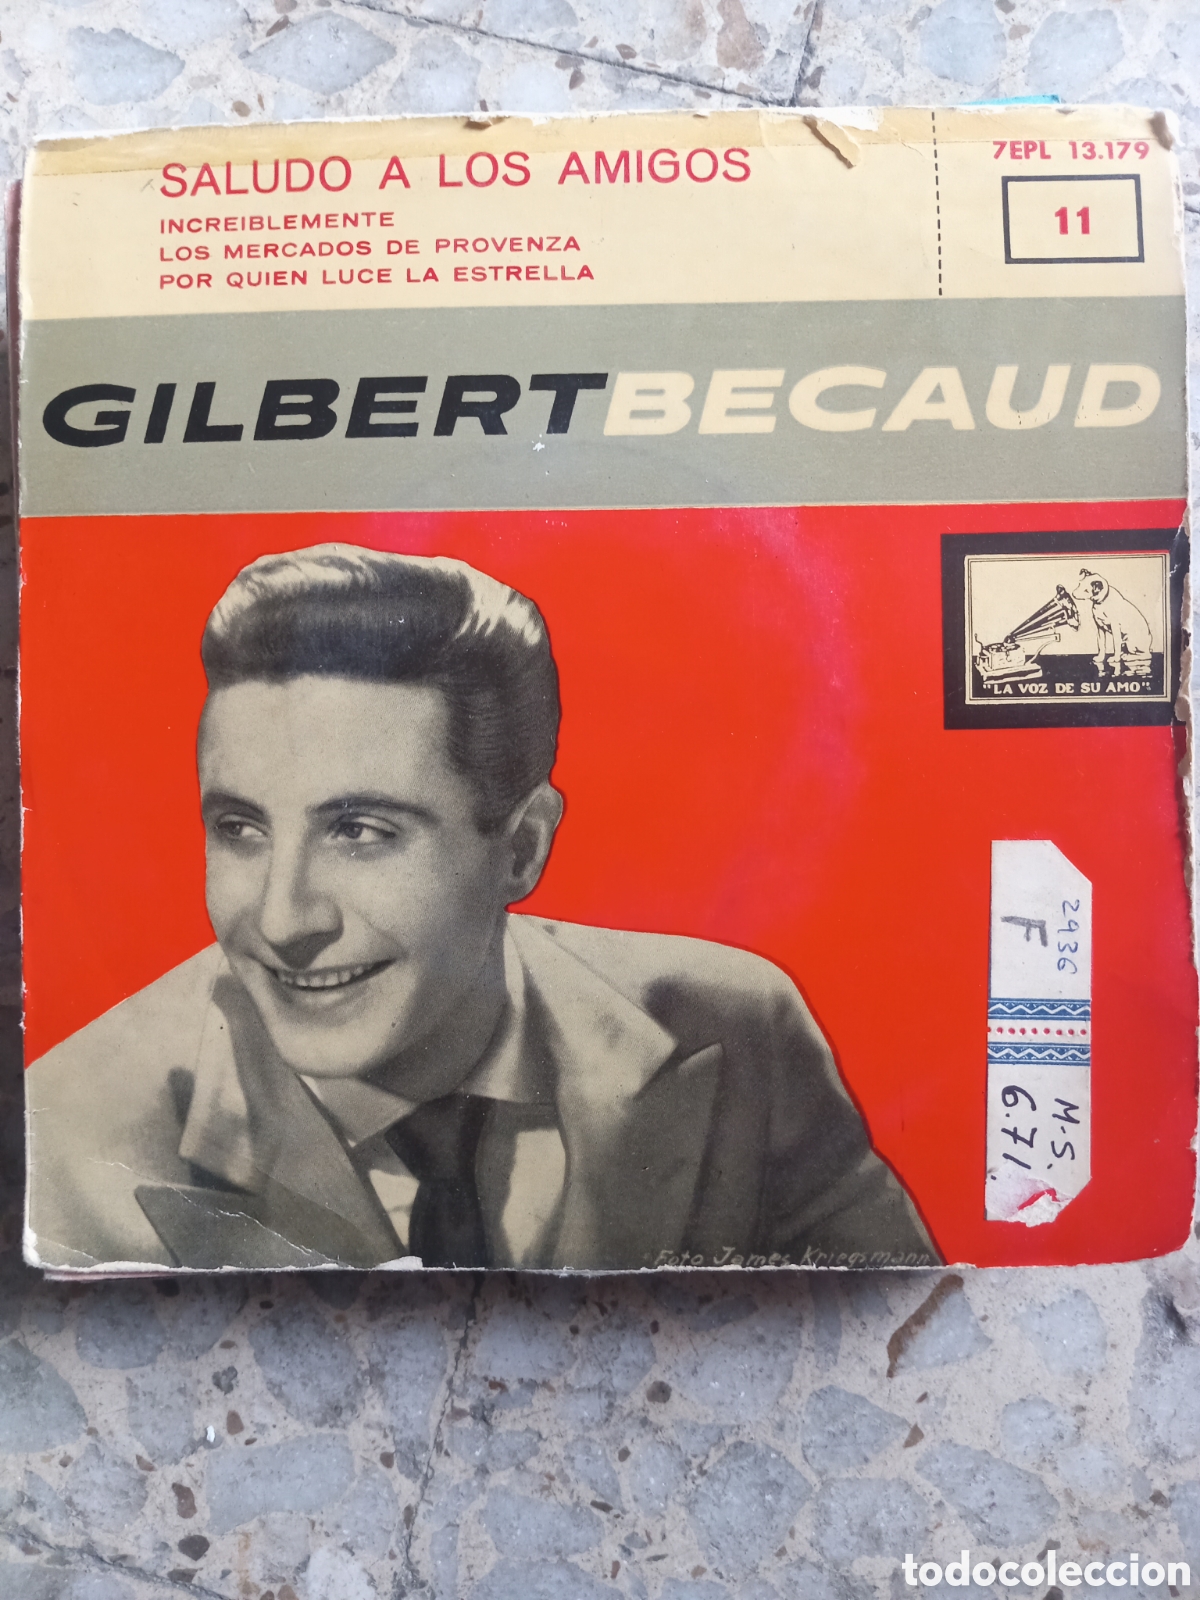 SALUDO A LOS AMIGOS
INCREIBLEMENTE
LOS MERCADOS DE PROVENZA
POR QUIEN LUCE LA ESTRELLA
7EPL 13.179
11
GILBERTBECAUD
"LA VOZ DE SU AMO"
2936
F
M.-S.
6.71
Foto James Kriegsmann
todocoleccion